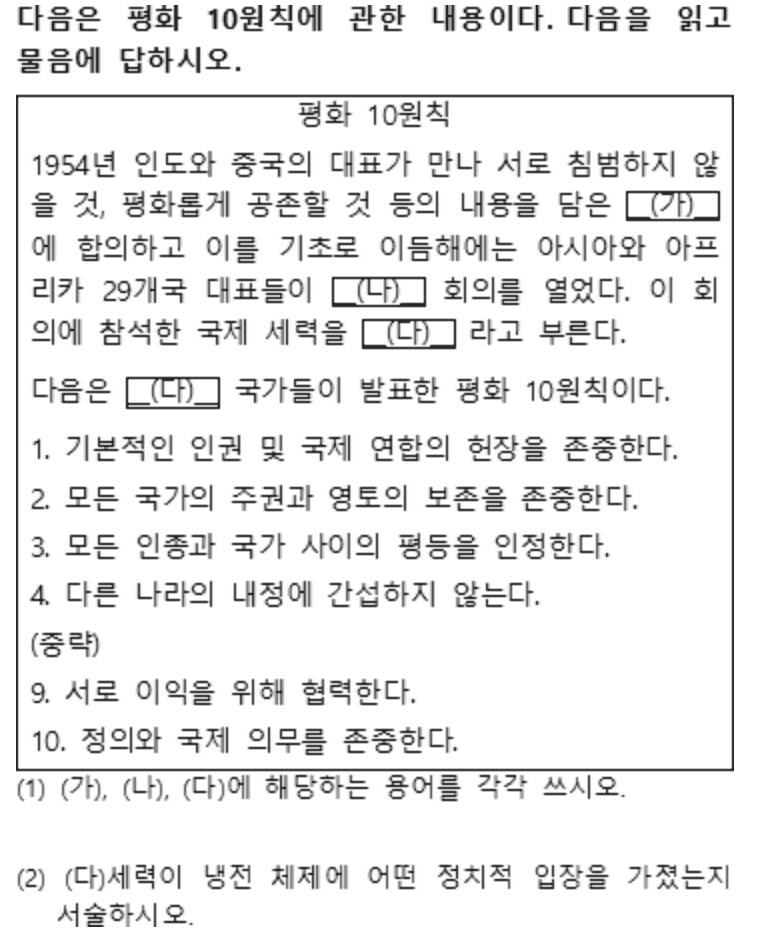 다음은 평화 10원칙에 관한 내용이다. 다음을 읽고
물음에 답하시오.
평화 10원칙
1954년 인도와 중국의 대표가 만나 서로 침범하지 않
을 것, 평화롭게 공존할 것 등의 내용을 담은 (가)
에 합의하고 이를 기초로 이듬해에는 아시아와 아프
리카 29개국 대표들이 (나) 회의를 열었다. 이 회
의에 참석한 국제 세력을 (다) 라고 부른다.
다음은 (다) 국가들이 발표한 평화 10원칙이다.
1. 기본적인 인권 및 국제 연합의 헌장을 존중한다.
2. 모든 국가의 주권과 영토의 보존을 존중한다.
3. 모든 인종과 국가 사이의 평등을 인정한다.
4. 다른 나라의 내정에 간섭하지 않는다.
(중략)
9. 서로 이익을 위해 협력한다.
10. 정의와 국제 의무를 존중한다.
(1) (가), (나), (다)에 해당하는 용어를 각각 쓰시오.
(2) (다)세력이 냉전 체제에 어떤 정치적 입장을 가졌는지
서술하시오.